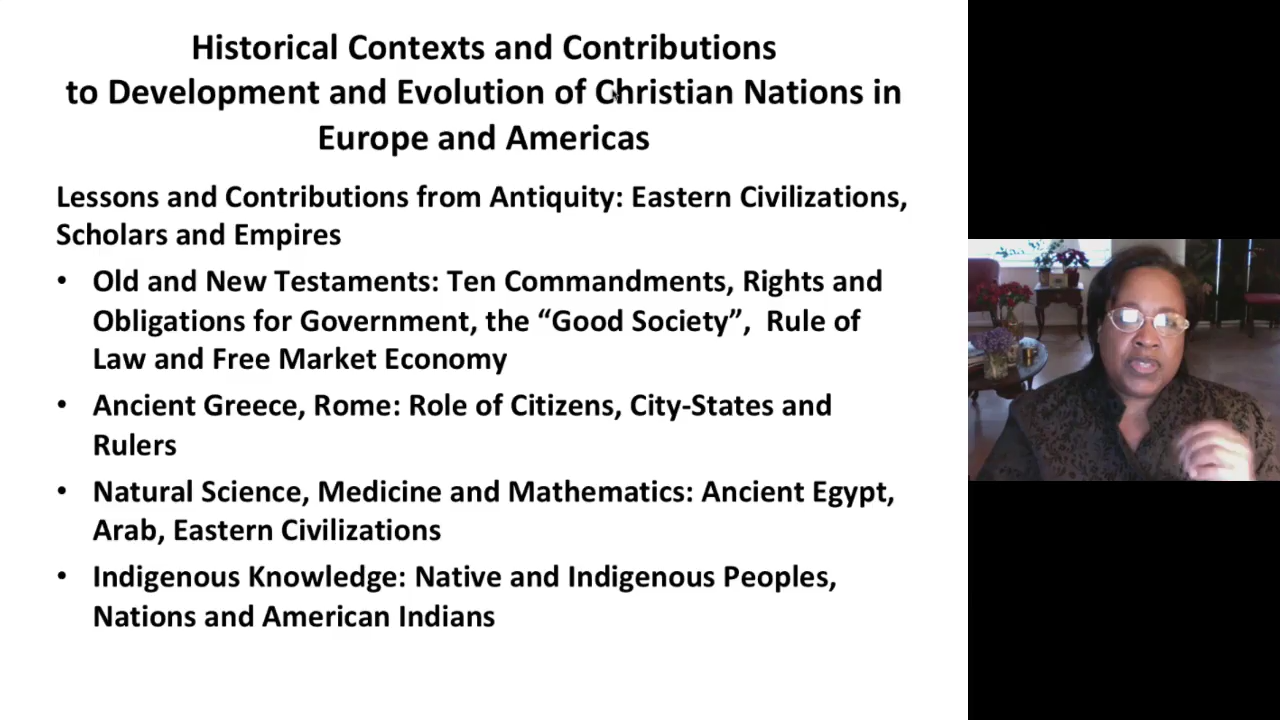 Historical Contexts and Contributions
to Development and Evolution of Christian Nations in
Europe and Americas
Lessons and Contributions from Antiquity: Eastern Civilizations,
Scholars and Empires
• Old and New Testaments: Ten Commandments, Rights and
Obligations for Government, the “Good Society”, Rule of
Law and Free Market Economy
• Ancient Greece, Rome: Role of Citizens, City-States and
Rulers
• Natural Science, Medicine and Mathematics: Ancient Egypt,
Arab, Eastern Civilizations
• Indigenous Knowledge: Native and Indigenous Peoples,
Nations and American Indians